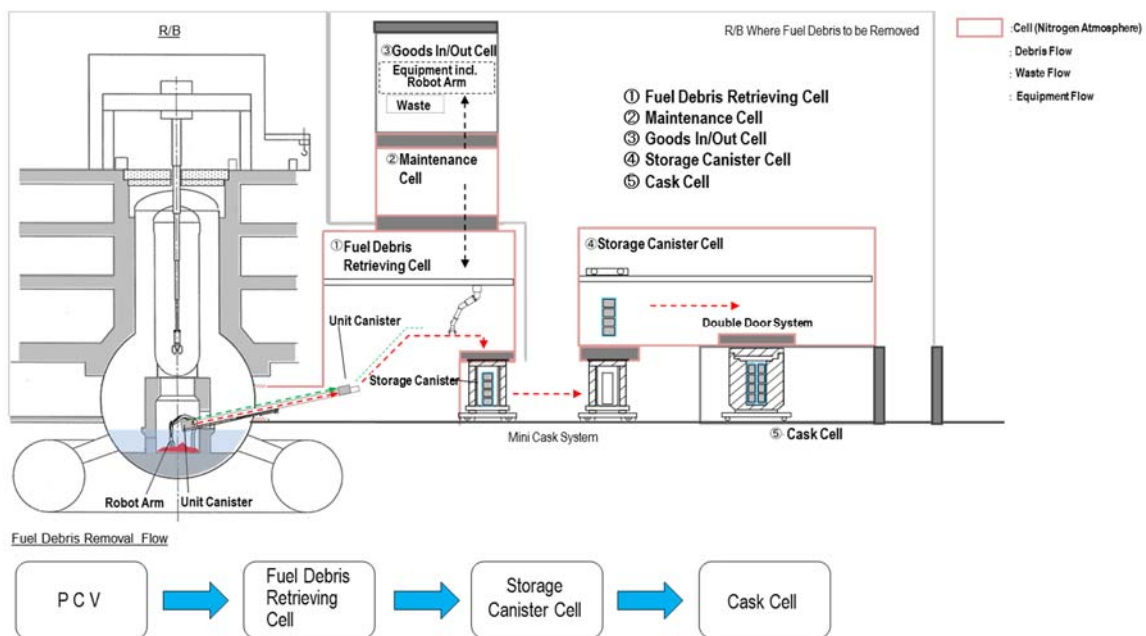 R/B
R/B Where Fuel Debris to be Removed
: Cell (Nitrogen Atmosphere)
: Debris Flow
: Waste Flow
: Equipment Flow
③Goods In/Out Cell
Equipment incl.
Robot Arm
Waste
① Fuel Debris Retrieving Cell
② Maintenance Cell
③ Goods In/Out Cell
④ Storage Canister Cell
⑤ Cask Cell
②Maintenance
Cell
①Fuel Debris
Retrieving Cell
④Storage Canister Cell
Unit Canister
Double Door System
Storage Canister
Mini Cask System
⑤ Cask Cell
Robot Arm
Unit Canister
Fuel Debris Removal Flow
PCV
Fuel Debris
Retrieving
Cell
Storage
Canister Cell
Cask Cell